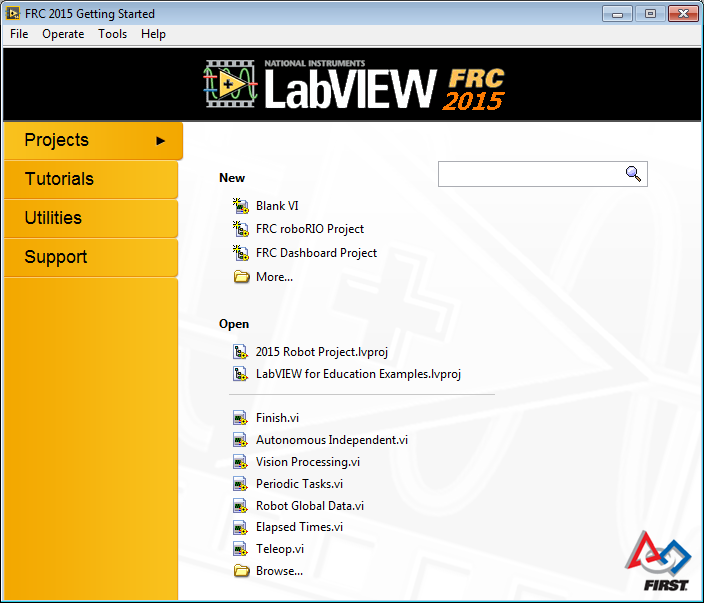 FRC 2015 Getting Started
File Operate Tools Help
NATIONAL INSTRUMENTS
LabVIEW FRC 2015
Projects
Tutorials
Utilities
Support
New
Blank VI
FRC roboRIO Project
FRC Dashboard Project
More...
Open
2015 Robot Project.lvproj
LabVIEW for Education Examples.lvproj
Finish.vi
Autonomous Independent.vi
Vision Processing.vi
Periodic Tasks.vi
Robot Global Data.vi
Elapsed Times.vi
Teleop.vi
Browse...
FIRST